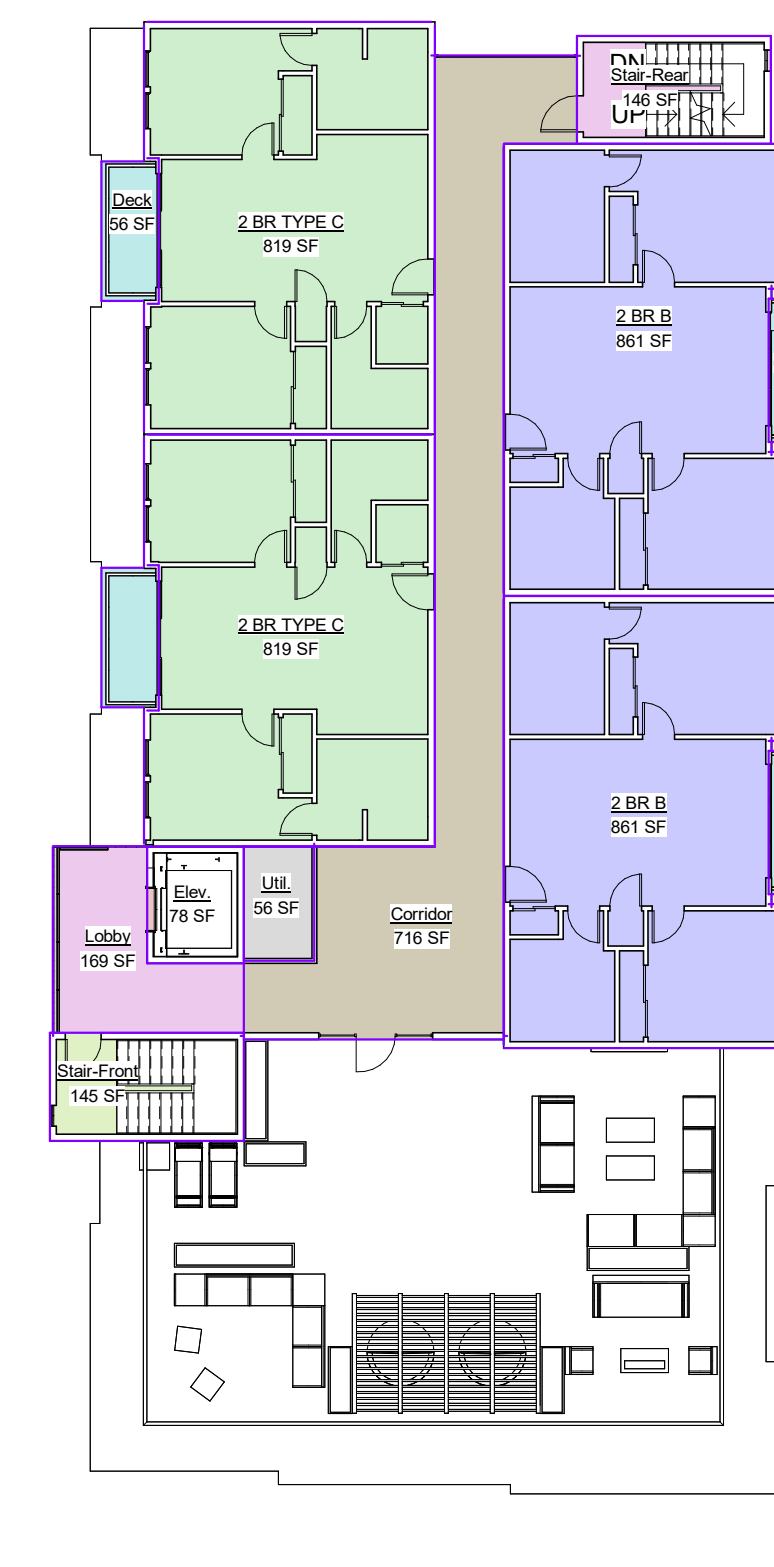 DN
Stair-Rear
146 SF
UP
Deck
56 SF
2 BR TYPE C
819 SF
2 BR B
861 SF
2 BR TYPE C
819 SF
2 BR B
861 SF
Elev.
78 SF
Util.
56 SF
Corridor
716 SF
Lobby
169 SF
Stair-Front
145 SF